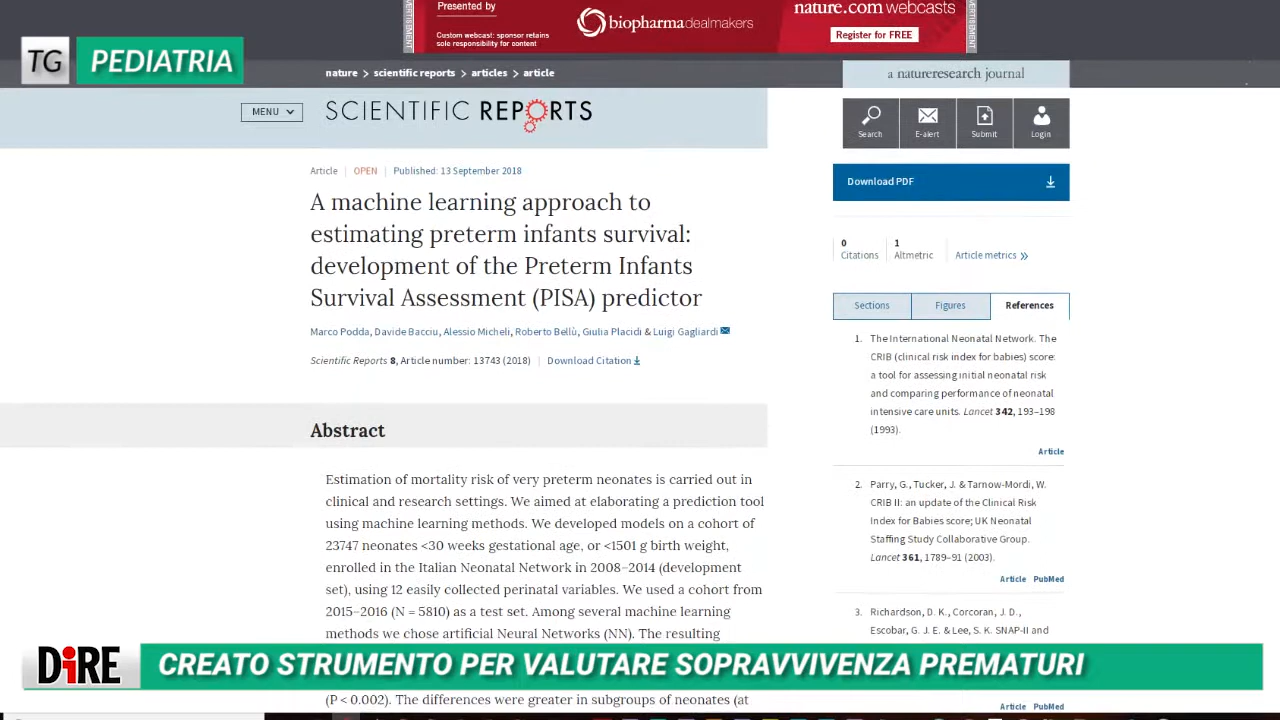 Presented by
Custom webcast: sponsor retains
sole responsibility for content
biopharmadealmakers
nature.com webcasts
Register for FREE
ADVERTISEMENT
TG PEDIATRIA
nature > scientific reports > articles > article
a natureresearch journal
MENU
SCIENTIFIC REPORTS
Search
E-alert
Submit
Login
Article | OPEN | Published: 13 September 2018
A machine learning approach to
estimating preterm infants survival:
development of the Preterm Infants
Survival Assessment (PISA) predictor
Marco Podda, Davide Bacciu, Alessio Micheli, Roberto Bellù, Giulia Placidi & Luigi Gagliardi
Scientific Reports 8, Article number: 13743 (2018) | Download Citation
Abstract
Estimation of mortality risk of very preterm neonates is carried out in
clinical and research settings. We aimed at elaborating a prediction tool
using machine learning methods. We developed models on a cohort of
23747 neonates <30 weeks gestational age, or <1501 g birth weight,
enrolled in the Italian Neonatal Network in 2008–2014 (development
set), using 12 easily collected perinatal variables. We used a cohort from
2015–2016 (N = 5810) as a test set. Among several machine learning
methods we chose artificial Neural Networks (NN). The resulting
(P < 0.002). The differences were greater in subgroups of neonates (at
Download PDF
0
Citations
1
Altmetric
Article metrics »
Sections
Figures
References
1. The International Neonatal Network. The
CRIB (clinical risk index for babies) score:
a tool for assessing initial neonatal risk
and comparing performance of neonatal
intensive care units. Lancet 342, 193–198
(1993).
Article
2. Parry, G., Tucker, J. & Tarnow-Mordi, W.
CRIB II: an update of the Clinical Risk
Index for Babies score; UK Neonatal
Staffing Study Collaborative Group.
Lancet 361, 1789–91 (2003).
Article PubMed
3. Richardson, D. K., Corcoran, J. D.,
Escobar, G. J. E. & Lee, S. K. SNAP-II and
Article PubMed
DiRE
CREATO STRUMENTO PER VALUTARE SOPRAVVIVENZA PREMATURI